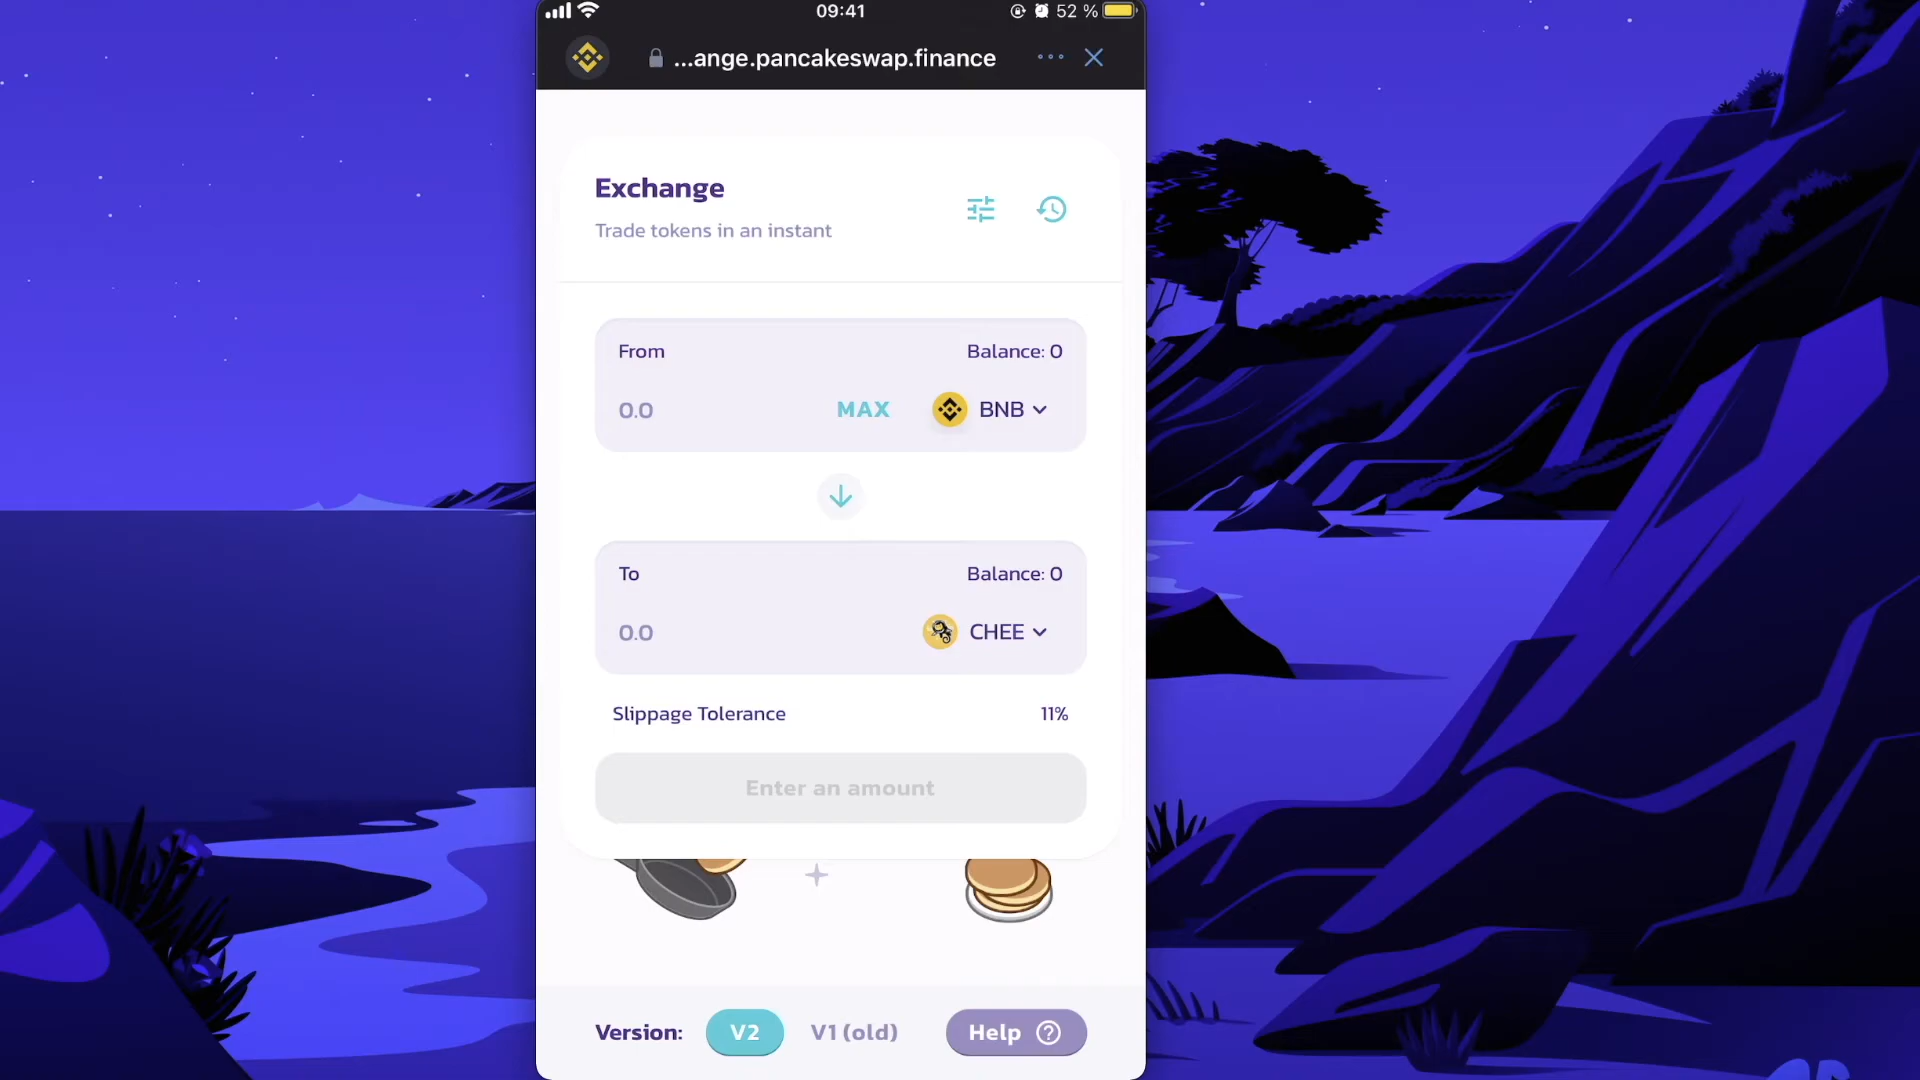 09:41
52 %
...ange.pancakeswap.finance
Exchange
Trade tokens in an instant
From
Balance: 0
0.0
MAX
BNB
To
Balance: 0
0.0
CHEE
Slippage Tolerance
11%
Enter an amount
Version:
V2
V1 (old)
Help ?